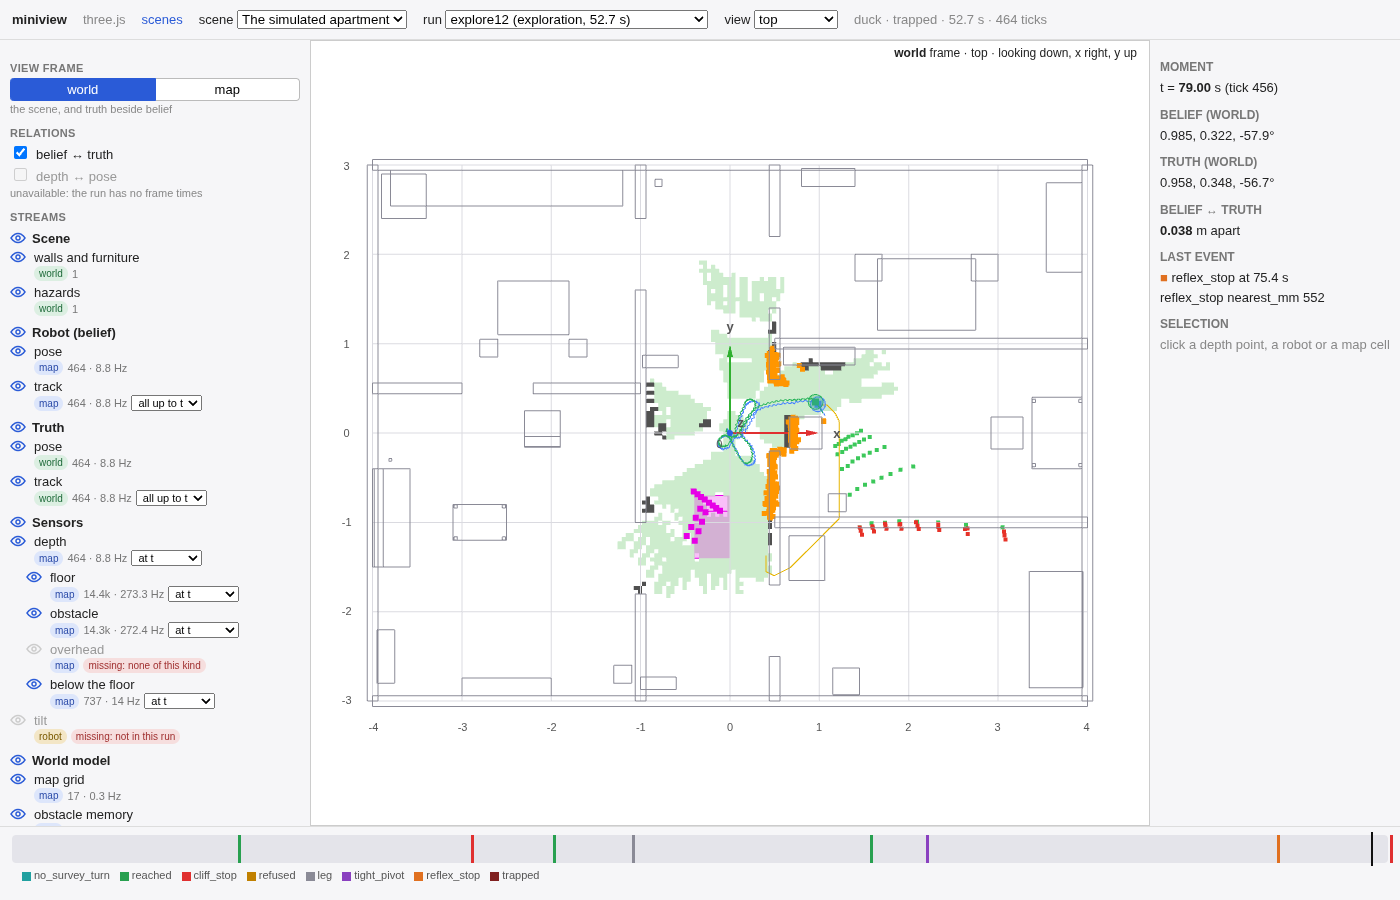 miniview three.js scenes scene The simulated apartment run explore12 (exploration, 52.7 s) view top duck · trapped · 52.7 s · 464 ticks
VIEW FRAME
world map
the scene, and truth beside belief
RELATIONS
belief ↔ truth
depth ↔ pose
unavailable: the run has no frame times
STREAMS
Scene
walls and furniture
world 1
hazards
world 1
Robot (belief)
pose
map 464 · 8.8 Hz
track
map 464 · 8.8 Hz all up to t
Truth
pose
world 464 · 8.8 Hz
track
world 464 · 8.8 Hz all up to t
Sensors
depth
map 464 · 8.8 Hz at t
floor
map 14.4k · 273.3 Hz at t
obstacle
map 14.3k · 272.4 Hz at t
overhead
map missing: none of this kind
below the floor
map 737 · 14 Hz at t
tilt
robot missing: not in this run
World model
map grid
map 17 · 0.3 Hz
obstacle memory
world frame · top · looking down, x right, y up
3
2
1
0
-1
-2
-3
-4 -3 -2 -1 0 1 2 3 4
y
x
z
MOMENT
t = 79.00 s (tick 456)
BELIEF (WORLD)
0.985, 0.322, -57.9°
TRUTH (WORLD)
0.958, 0.348, -56.7°
BELIEF ↔ TRUTH
0.038 m apart
LAST EVENT
reflex_stop at 75.4 s
reflex_stop nearest_mm 552
SELECTION
click a depth point, a robot or a map cell
no_survey_turn reached cliff_stop refused leg tight_pivot reflex_stop trapped